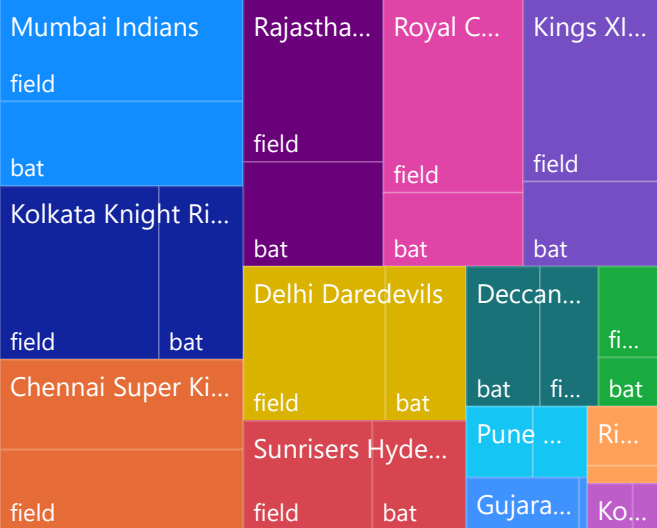 Mumbai Indians
field
bat
Kolkata Knight Ri...
field
bat
Chennai Super Ki...
field
Rajastha...
field
bat
Royal C...
field
bat
Kings XI...
field
bat
Delhi Daredevils
field
bat
Sunrisers Hyde...
field
bat
Deccan...
bat
fi...
fi...
bat
Pune ...
Gujara...
Ri...
Ko...